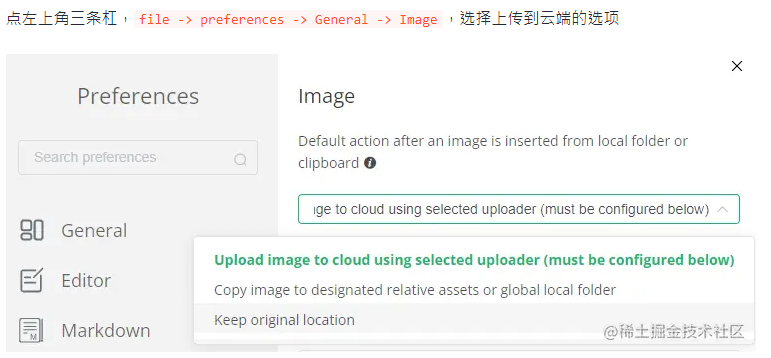 点左上角三条杠，file -> preferences -> General -> Image，选择上传到云端的选项
Preferences
Search preferences
General
Editor
Markdown
Image
Default action after an image is inserted from local folder or
clipboard
ge to cloud using selected uploader (must be configured below)
Upload image to cloud using selected uploader (must be configured below)
Copy image to designated relative assets or global local folder
Keep original location
@稀土掘金技术社区